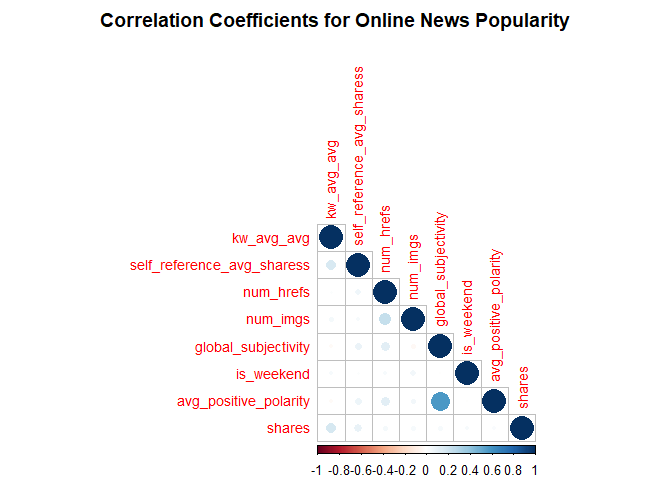 Correlation Coefficients for Online News Popularity
kw_avg_avg
self_reference_avg_sharess
num_hrefs
num_imgs
global_subjectivity
is_weekend
avg_positive_polarity
shares
kw_avg_avg
self_reference_avg_sharess
num_hrefs
num_imgs
global_subjectivity
is_weekend
avg_positive_polarity
shares
-1 -0.8 -0.6 -0.4 -0.2 0 0.2 0.4 0.6 0.8 1